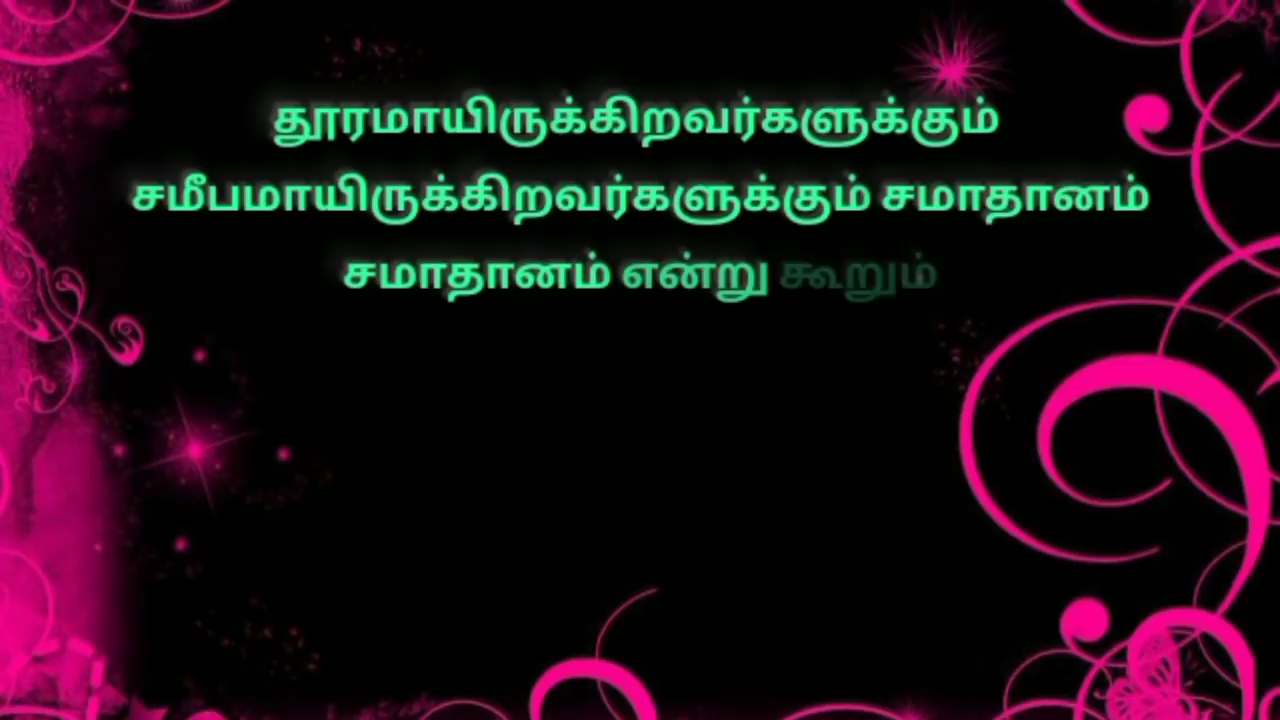 தூரமாயிருக்கிறவர்களுக்கும்
சமீபமாயிருக்கிறவர்களுக்கும் சமாதானம்
சமாதானம் என்று கூறும்